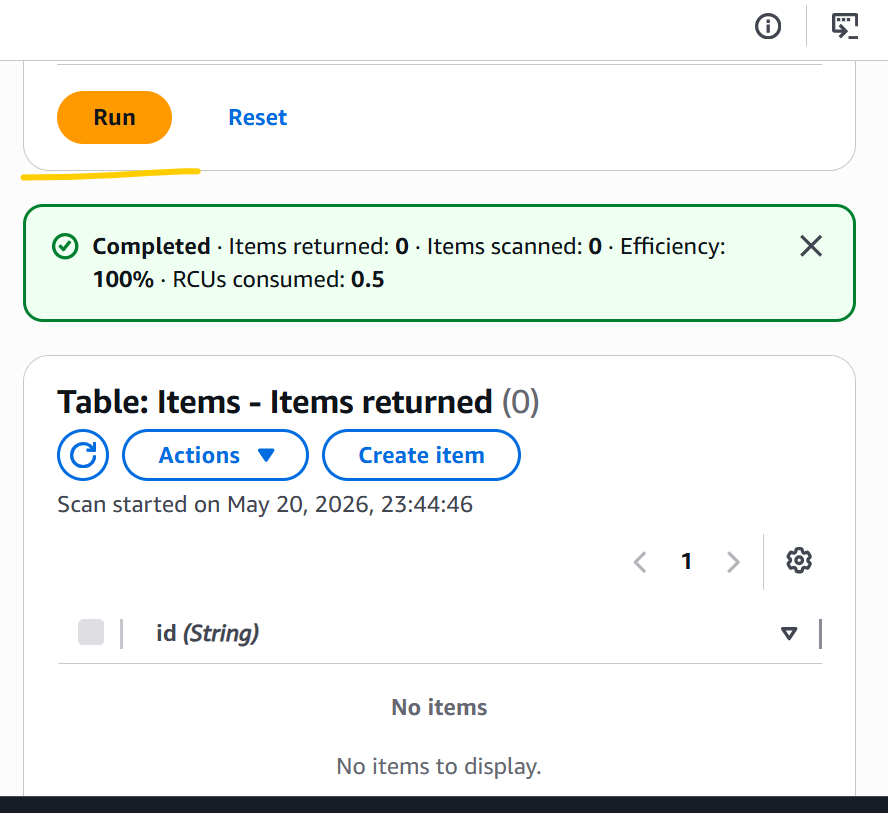 Run Reset
Completed · Items returned: 0 · Items scanned: 0 · Efficiency:
100% · RCUs consumed: 0.5
Table: Items - Items returned (0)
Actions Create item
Scan started on May 20, 2026, 23:44:46
1
id (String)
No items
No items to display.